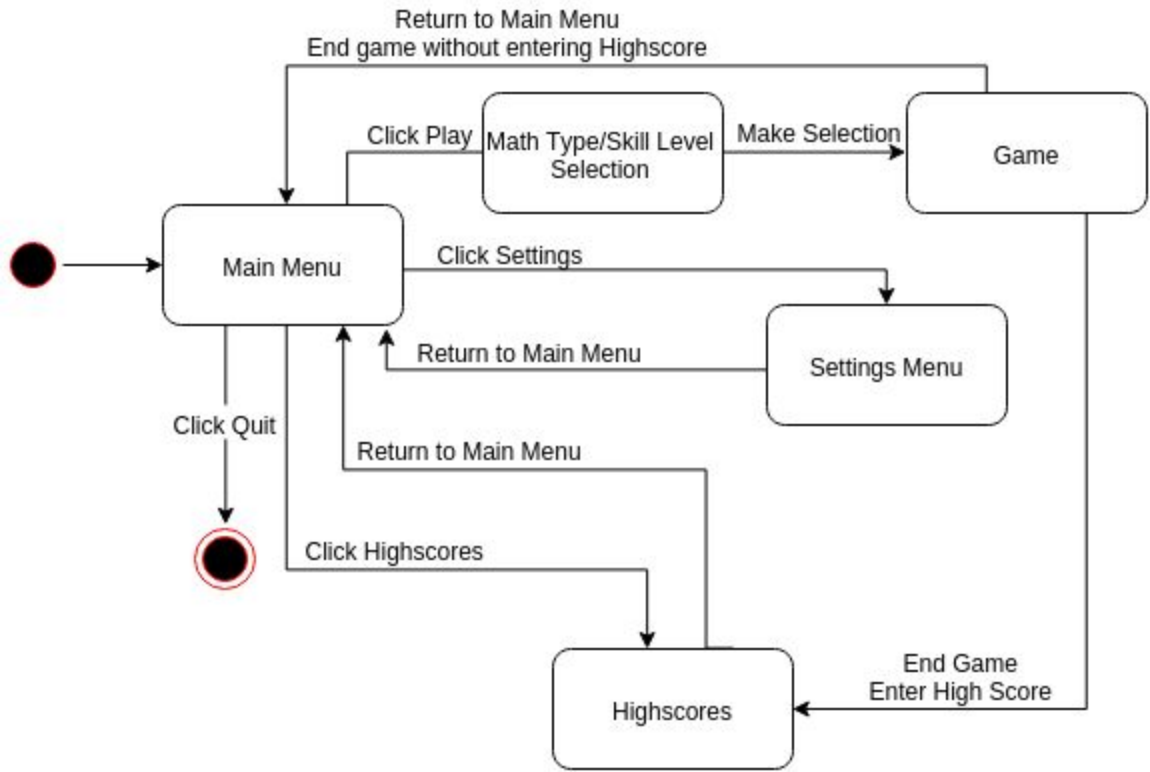 Return to Main Menu
End game without entering Highscore
Click Play
Math Type/Skill Level
Selection
Make Selection
Game
Main Menu
Click Settings
Return to Main Menu
Settings Menu
Click Quit
Return to Main Menu
Click Highscores
End Game
Enter High Score
Highscores